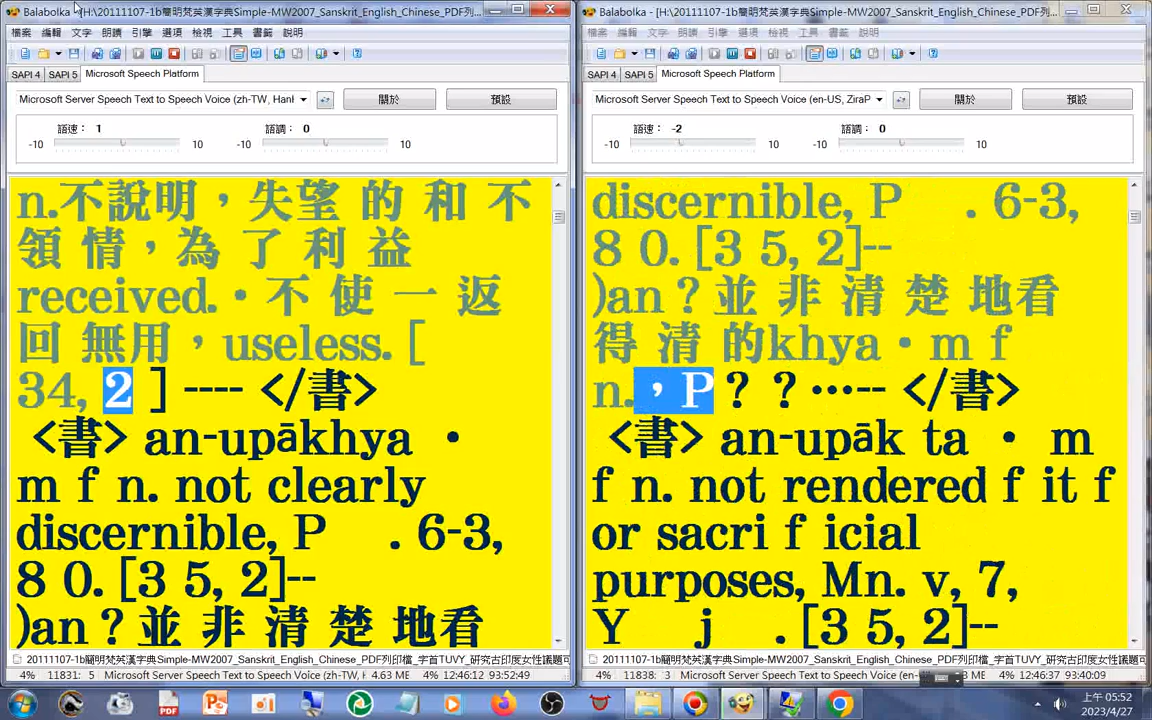 Balabolka - [H:\20111107-1b簡明梵英漢字典Simple-MW2007_Sanskrit_English_Chinese_PDF列...
檔案 編輯 文字 朗讀 引擎 選項 檢視 工具 書籤 說明
SAPI 4 SAPI 5 Microsoft Speech Platform
Microsoft Server Speech Text to Speech Voice (zh-TW, Hanl 關於 預設
語速： 1 語調： 0
-10 10 -10 10
n.不說明，失望 的 和 不
領 情，為 了 利 益
received.・不 使 一 返
回 無用，useless. [
34, 2 ] ---- </書>
<書> an-upākhya ・
m f n. not clearly
discernible, P . 6-3,
8 0. [3 5, 2]--
)an？並 非 清 楚 地看
20111107-1b簡明梵英漢字典Simple-MW2007_Sanskrit_English_Chinese_PDF列印檔_字首TUVY_研究古印度女性議題可
4% 11831: 5 Microsoft Server Speech Text to Speech Voice (zh-TW, H 4.63 ME 4% 12:46:12 93:52:49
Balabolka - [H:\20111107-1b簡明梵英漢字典Simple-MW2007_Sanskrit_English_Chinese_PDF列...
檔案 編輯 文字 朗讀 引擎 選項 檢視 工具 書籤 說明
SAPI 4 SAPI 5 Microsoft Speech Platform
Microsoft Server Speech Text to Speech Voice (en-US, ZiraP 關於 預設
語速： -2 語調： 0
-10 10 -10 10
discernible, P . 6-3,
8 0. [3 5, 2]--
)an？並 非 清 楚 地看
得 清 的khya・m f
n.，P？？…-- </書>
<書> an-upāk ta ・ m
f n. not rendered f it f
or sacri f icial
purposes, Mn. v, 7,
Y j . [3 5, 2]--
20111107-1b簡明梵英漢字典Simple-MW2007_Sanskrit_English_Chinese_PDF列印檔_字首TUVY_研究古印度女性議題可
4% 11838: 3 Microsoft Server Speech Text to Speech Voice 4% 12:46:37 93:40:09
上午 05:52
2023/4/27